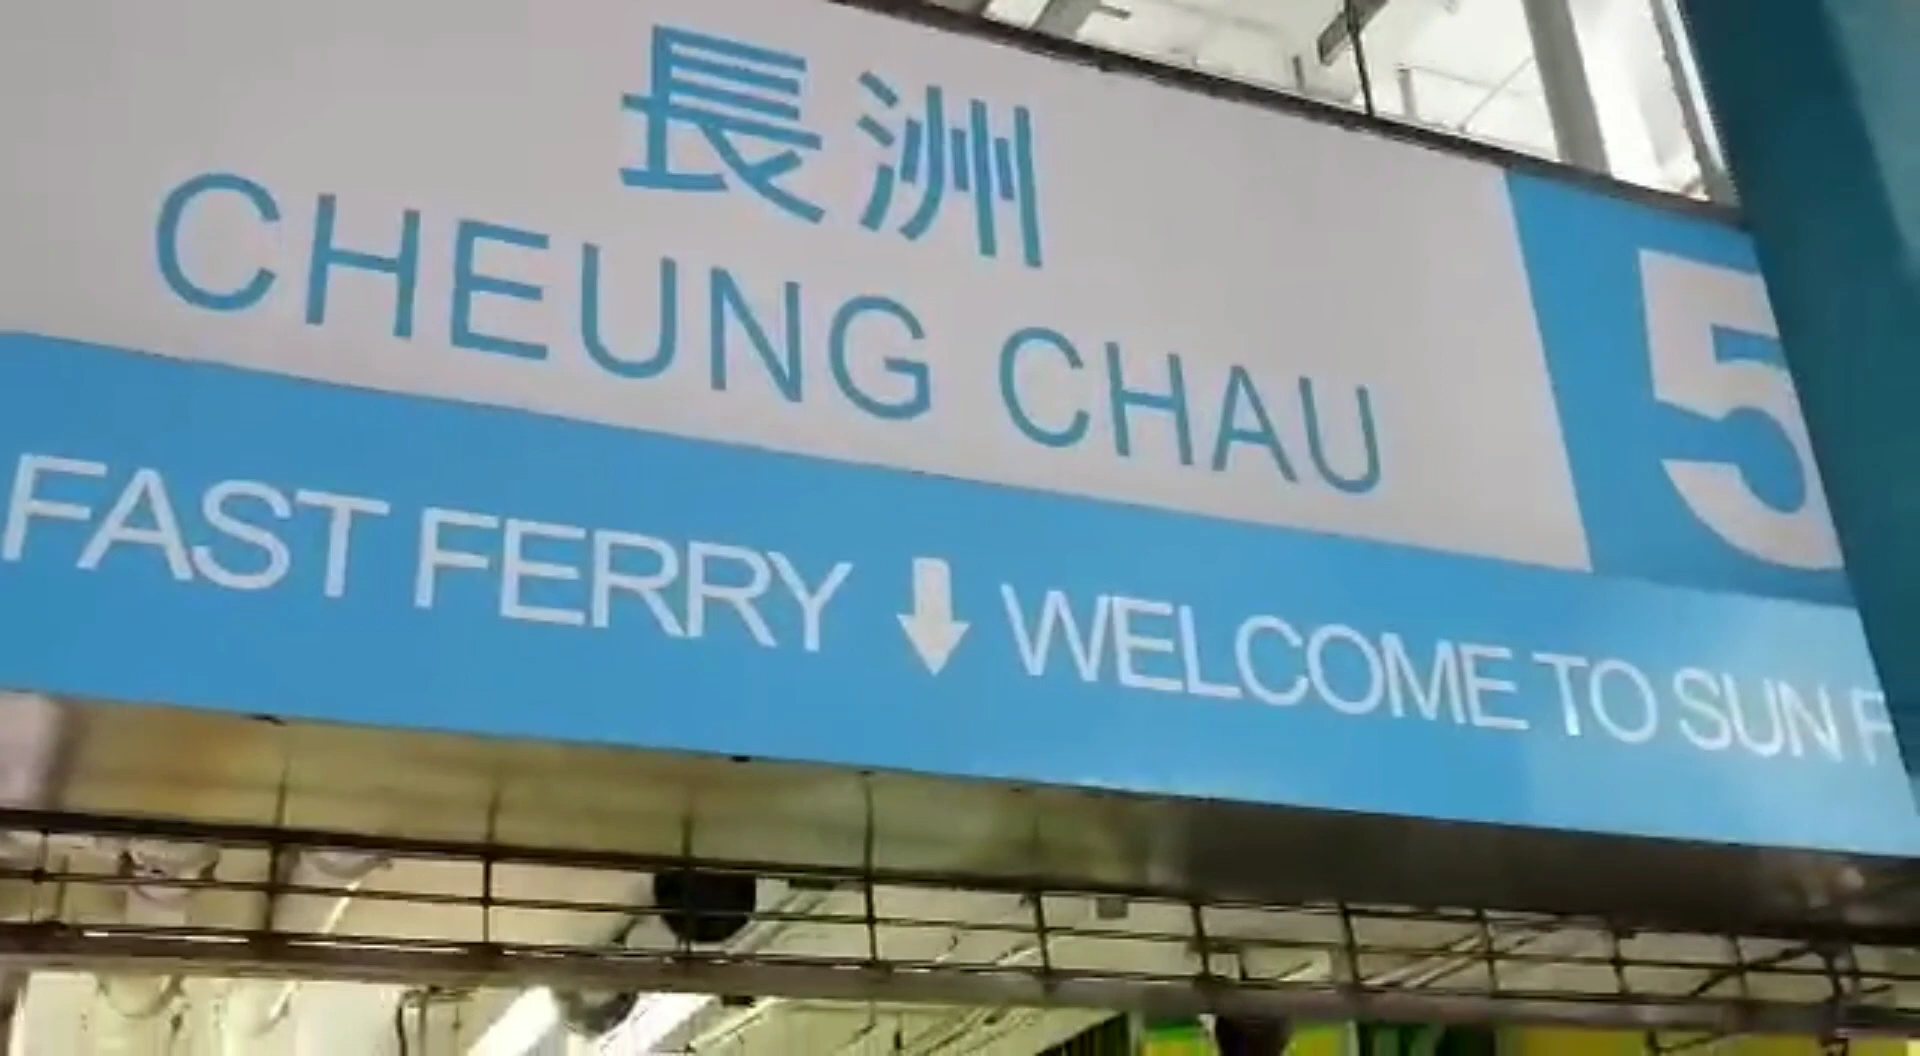 長洲
CHEUNG CHAU
5
FAST FERRY ↓ WELCOME TO SUN F